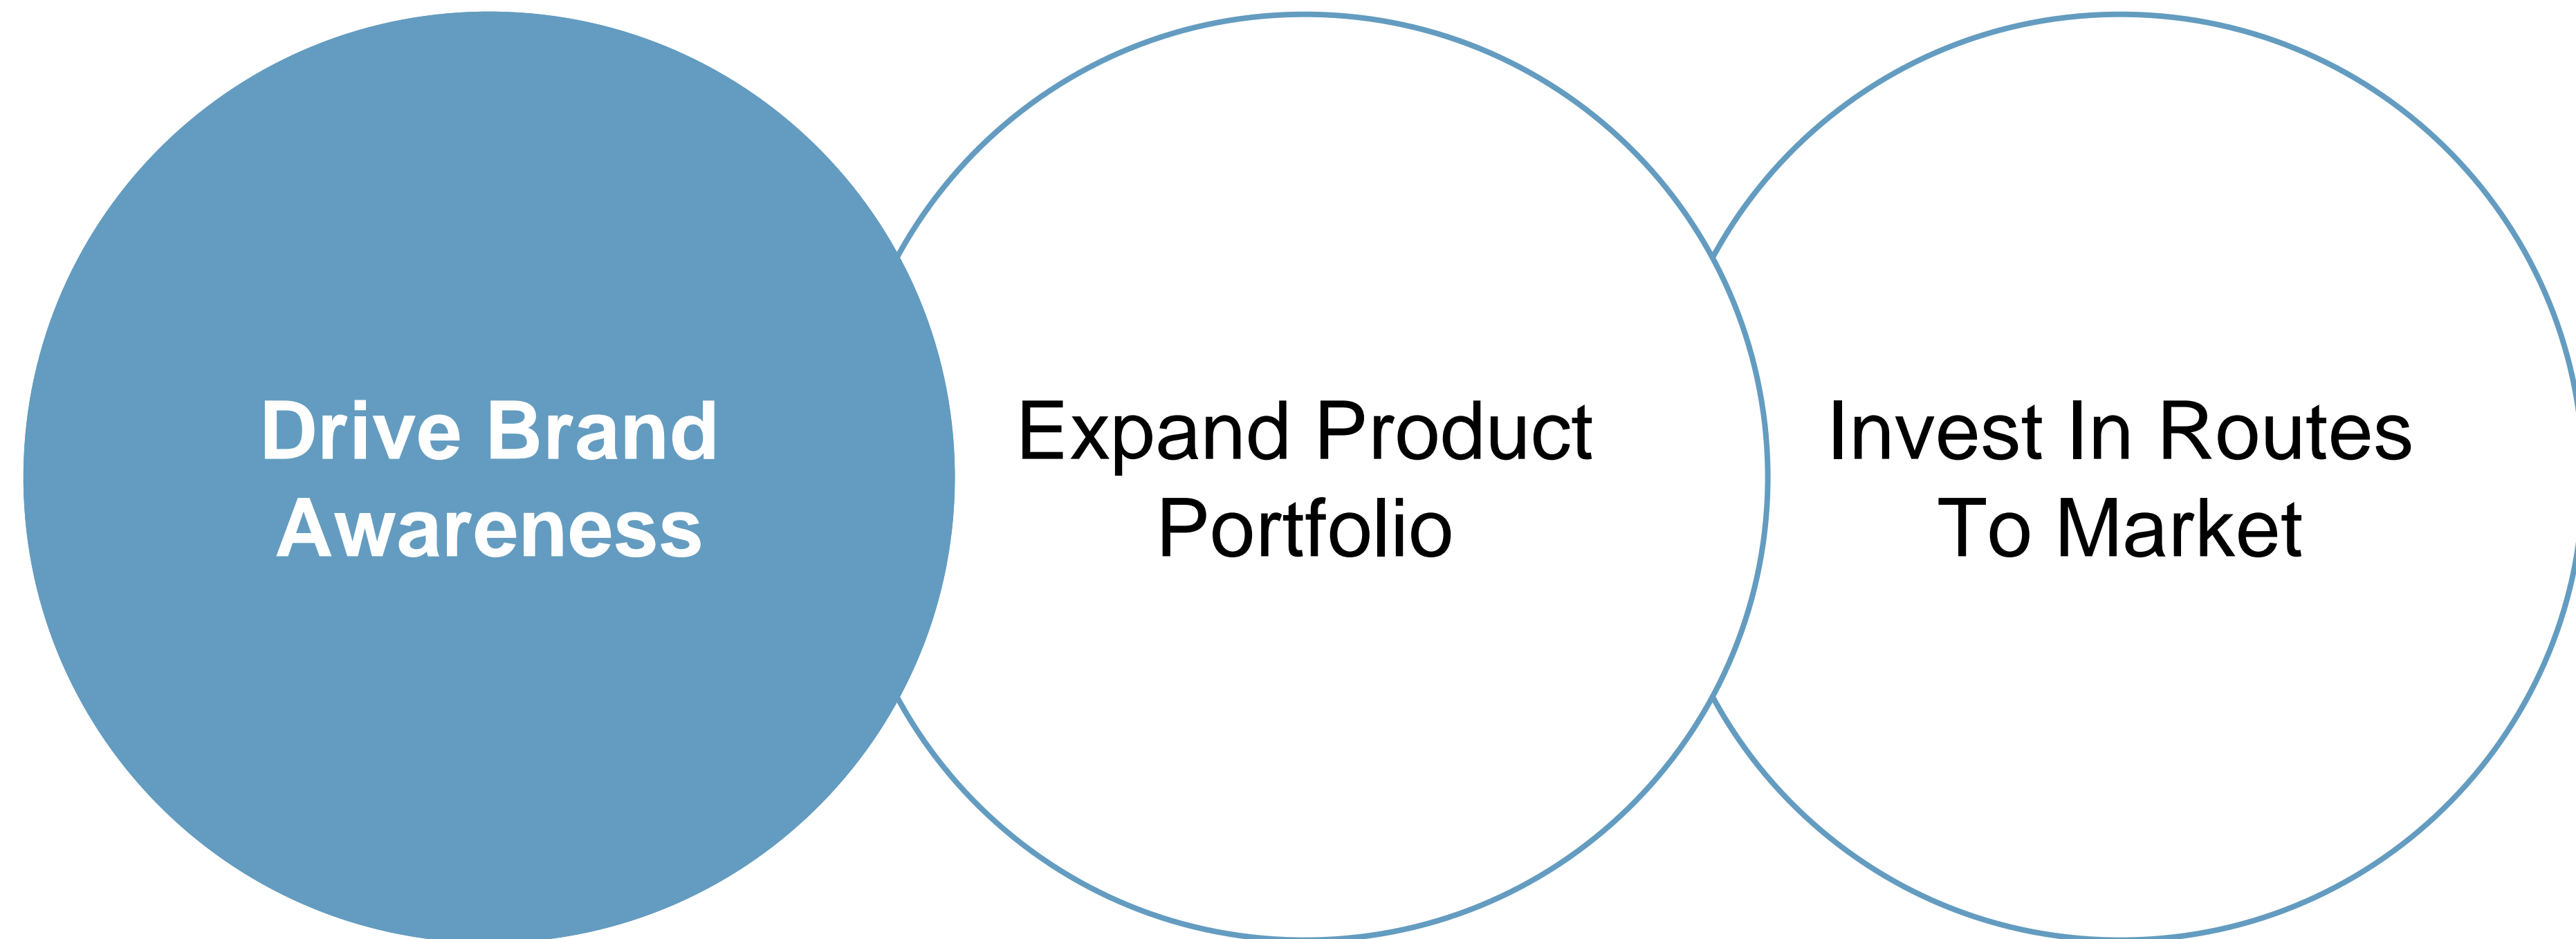 Drive Brand
Awareness
Expand Product
Portfolio
Invest In Routes
To Market